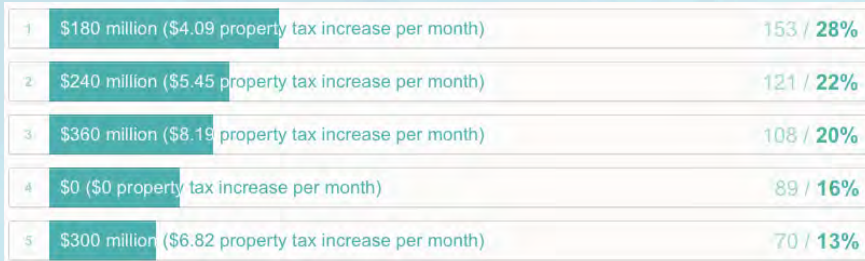 1 $180 million ($4.09 property tax increase per month) 153 / 28%
2 $240 million ($5.45 property tax increase per month) 121 / 22%
3 $360 million ($8.19 property tax increase per month) 108 / 20%
4 $0 ($0 property tax increase per month) 89 / 16%
5 $300 million ($6.82 property tax increase per month) 70 / 13%